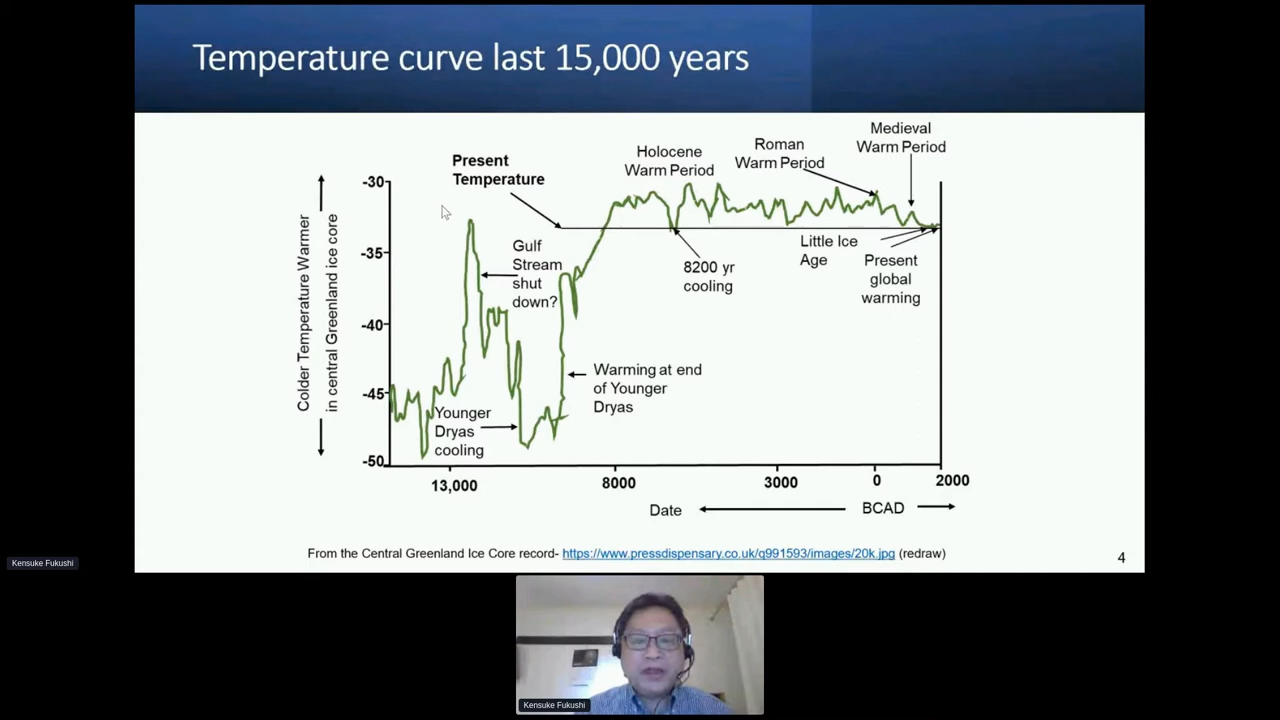 Temperature curve last 15,000 years
Medieval
Warm Period
Roman
Warm Period
Holocene
Warm Period
Present
Temperature
-30
-35
-40
-45
-50
Colder Temperature Warmer
in central Greenland ice core
Gulf
Stream
shut
down?
8200 yr
cooling
Little Ice
Age
Present
global
warming
Warming at end
of Younger
Dryas
Younger
Dryas
cooling
13,000
8000
3000
0
2000
Date
BCAD
From the Central Greenland Ice Core record- https://www.pressdispensary.co.uk/q991593/images/20k.jpg (redraw)
4
Kensuke Fukushi
Kensuke Fukushi